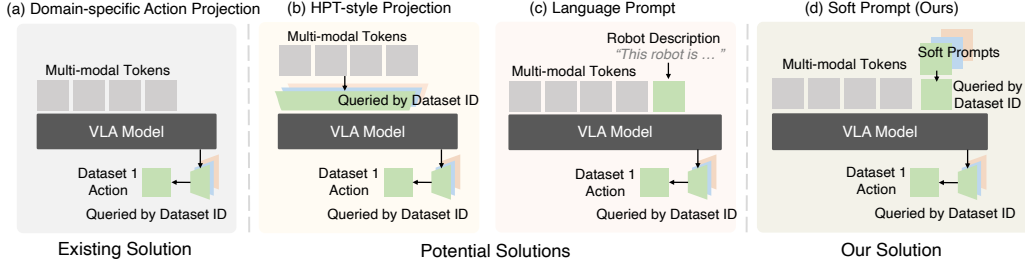 (a) Domain-specific Action Projection
Multi-modal Tokens
VLA Model
Dataset 1
Action
Queried by Dataset ID
Existing Solution
(b) HPT-style Projection
Multi-modal Tokens
Queried by Dataset ID
VLA Model
Dataset 1
Action
Queried by Dataset ID
(c) Language Prompt
Robot Description
“This robot is … ”
Multi-modal Tokens
VLA Model
Dataset 1
Action
Queried by Dataset ID
Potential Solutions
(d) Soft Prompt (Ours)
Soft Prompts
Multi-modal Tokens
Queried by
Dataset ID
VLA Model
Dataset 1
Action
Queried by Dataset ID
Our Solution